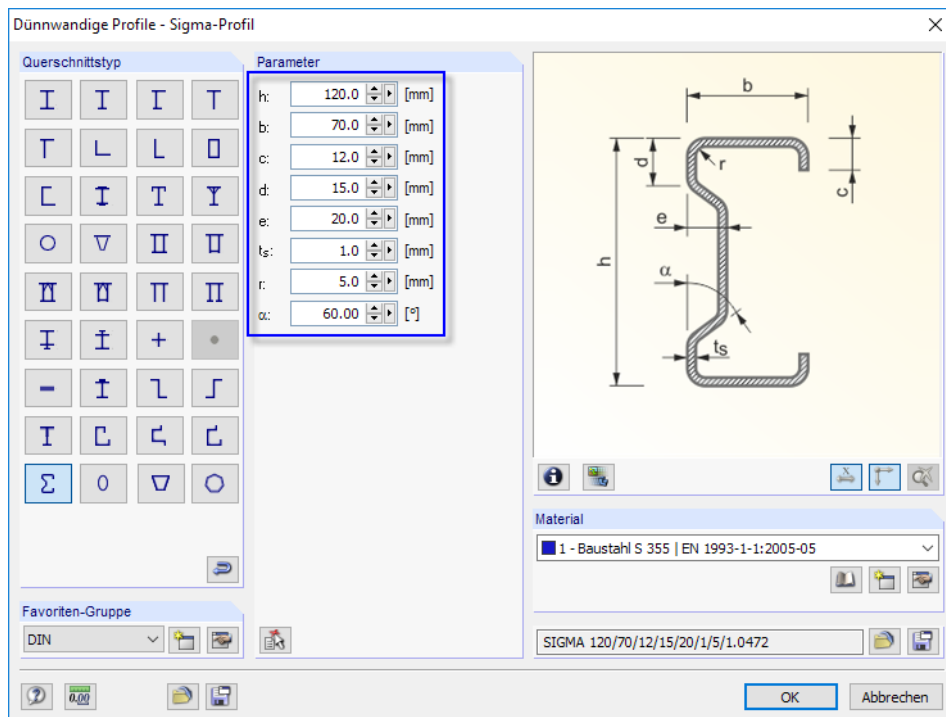 Dünnwandige Profile - Sigma-Profil
Querschnittstyp
Parameter
h: 120.0 [mm]
b: 70.0 [mm]
c: 12.0 [mm]
d: 15.0 [mm]
e: 20.0 [mm]
ts: 1.0 [mm]
r: 5.0 [mm]
α: 60.00 [°]
b
d
r
c
e
h
α
ts
Material
1 - Baustahl S 355 | EN 1993-1-1:2005-05
Favoriten-Gruppe
DIN
SIGMA 120/70/12/15/20/1/5/1.0472
0.00
OK
Abbrechen